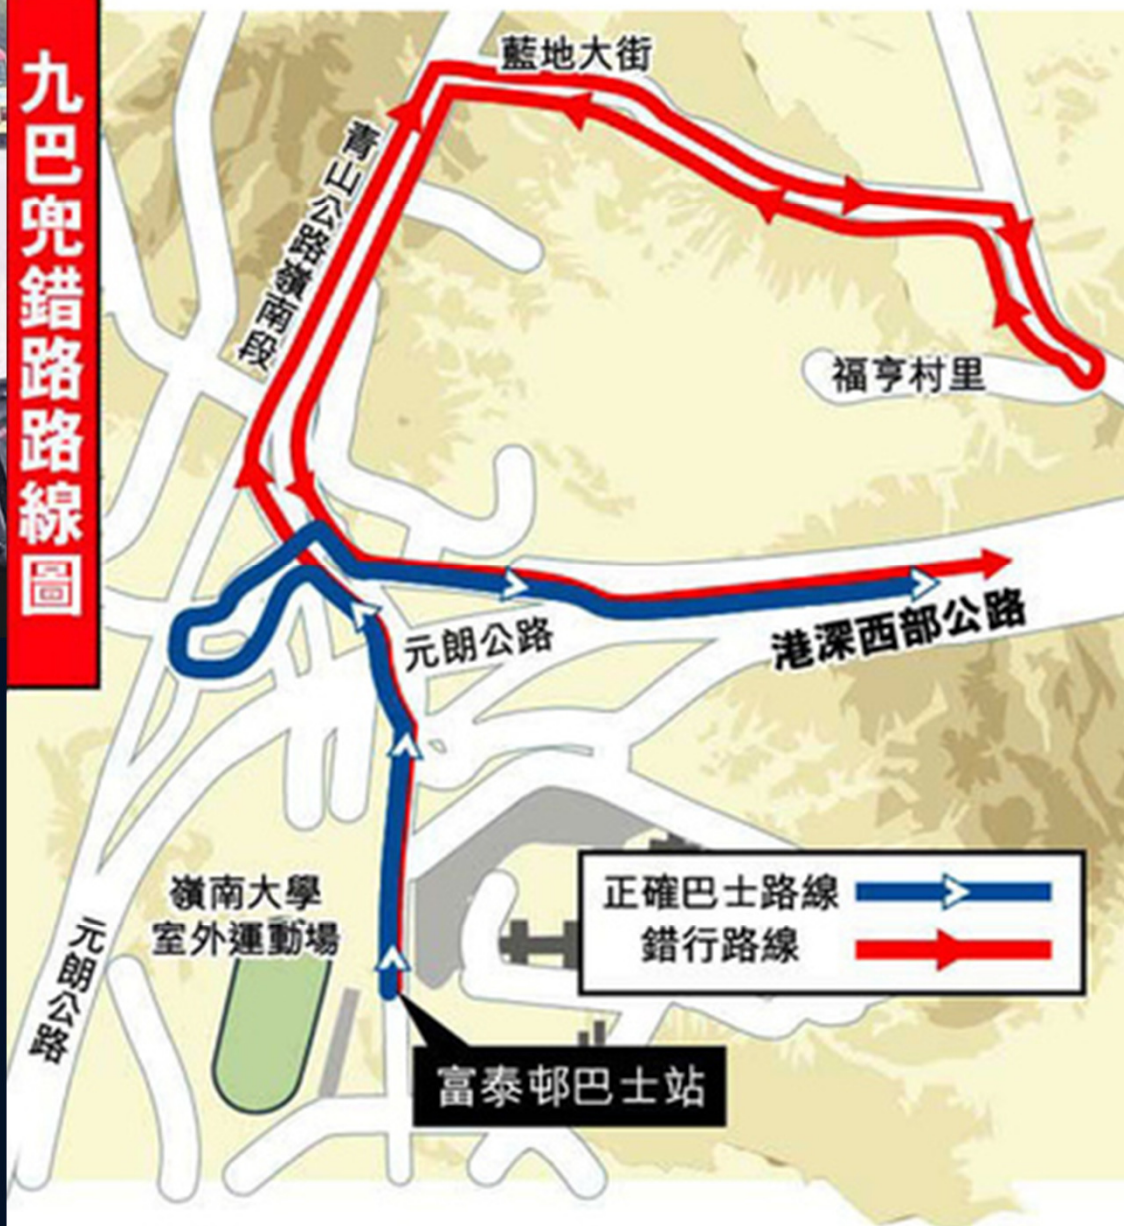 九巴兜錯路路線圖
藍地大街
青山公路嶺南段
福亨村里
元朗公路
港深西部公路
嶺南大學
室外運動場
正確巴士路線
錯行路線
元朗公路
富泰邨巴士站